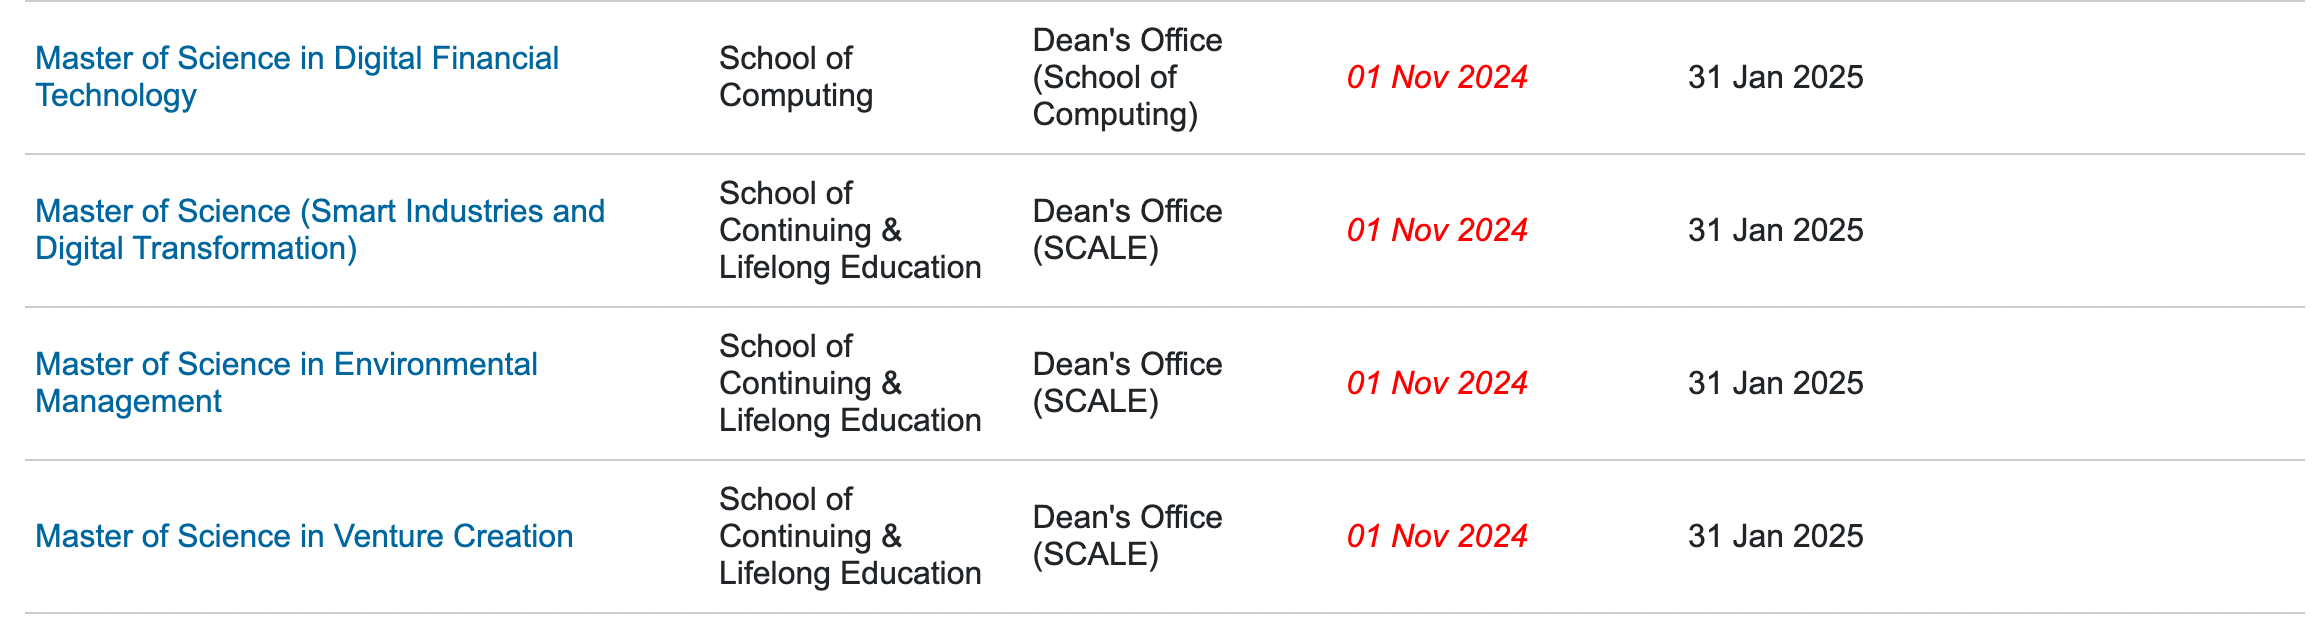 Master of Science in Digital Financial
Technology
School of
Computing
Dean's Office
(School of
Computing)
01 Nov 2024
31 Jan 2025
Master of Science (Smart Industries and
Digital Transformation)
School of
Continuing &
Lifelong Education
Dean's Office
(SCALE)
01 Nov 2024
31 Jan 2025
Master of Science in Environmental
Management
School of
Continuing &
Lifelong Education
Dean's Office
(SCALE)
01 Nov 2024
31 Jan 2025
Master of Science in Venture Creation
School of
Continuing &
Lifelong Education
Dean's Office
(SCALE)
01 Nov 2024
31 Jan 2025